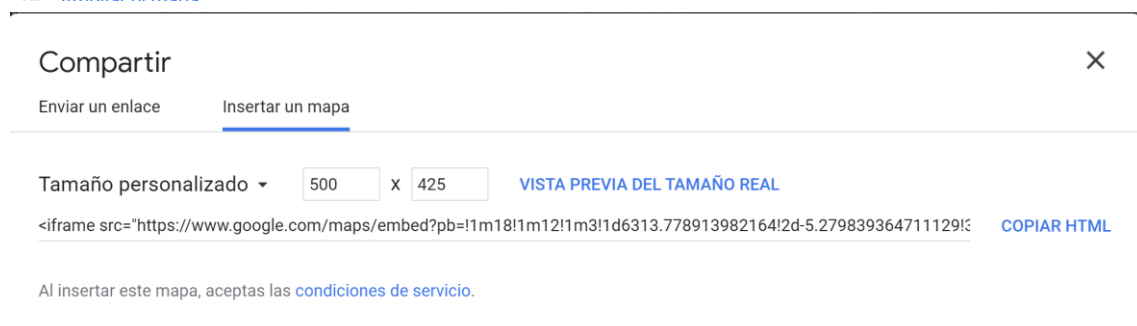 Compartir
Enviar un enlace Insertar un mapa
Tamaño personalizado 500 x 425 VISTA PREVIA DEL TAMAÑO REAL
<iframe src="https://www.google.com/maps/embed?pb=!1m18!1m12!1m3!1d6313.778913982164!2d-5.279839364711129!3 COPIAR HTML
Al insertar este mapa, aceptas las condiciones de servicio.